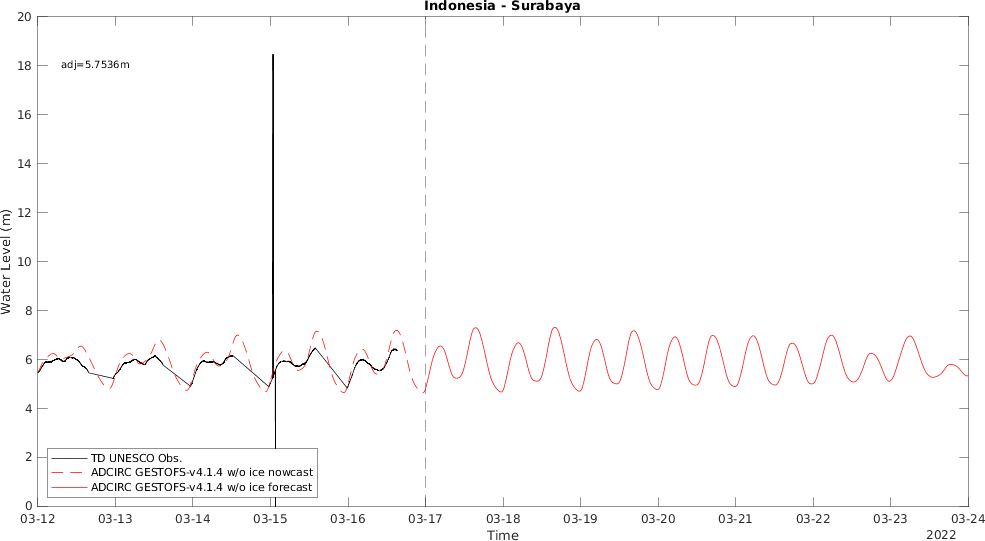 Indonesia - Surabaya
20
18
16
14
12
10
8
6
4
2
0
adj=5.7536m
Water Level (m)
TD UNESCO Obs.
ADCIRC GESTOFS-v4.1.4 w/o ice nowcast
ADCIRC GESTOFS-v4.1.4 w/o ice forecast
03-12 03-13 03-14 03-15 03-16 03-17 03-18 03-19 03-20 03-21 03-22 03-23 03-24
Time
2022